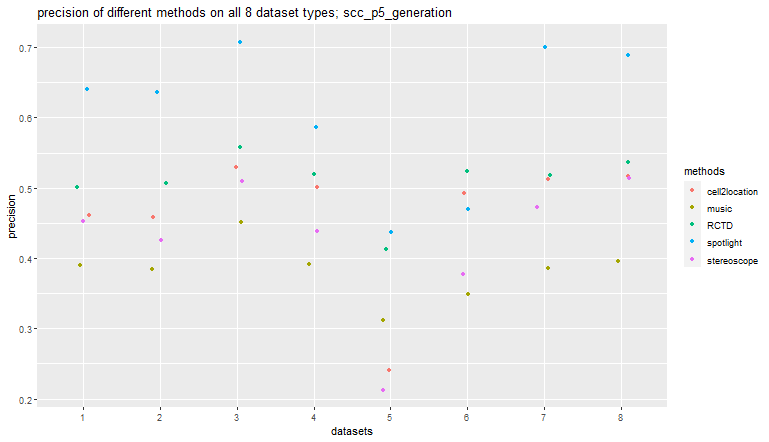 precision of different methods on all 8 dataset types; scc_p5_generation
0.7
0.6
0.5
0.4
0.3
0.2
precision
1 2 3 4 5 6 7 8
datasets
methods
cell2location
music
RCTD
spotlight
stereoscope